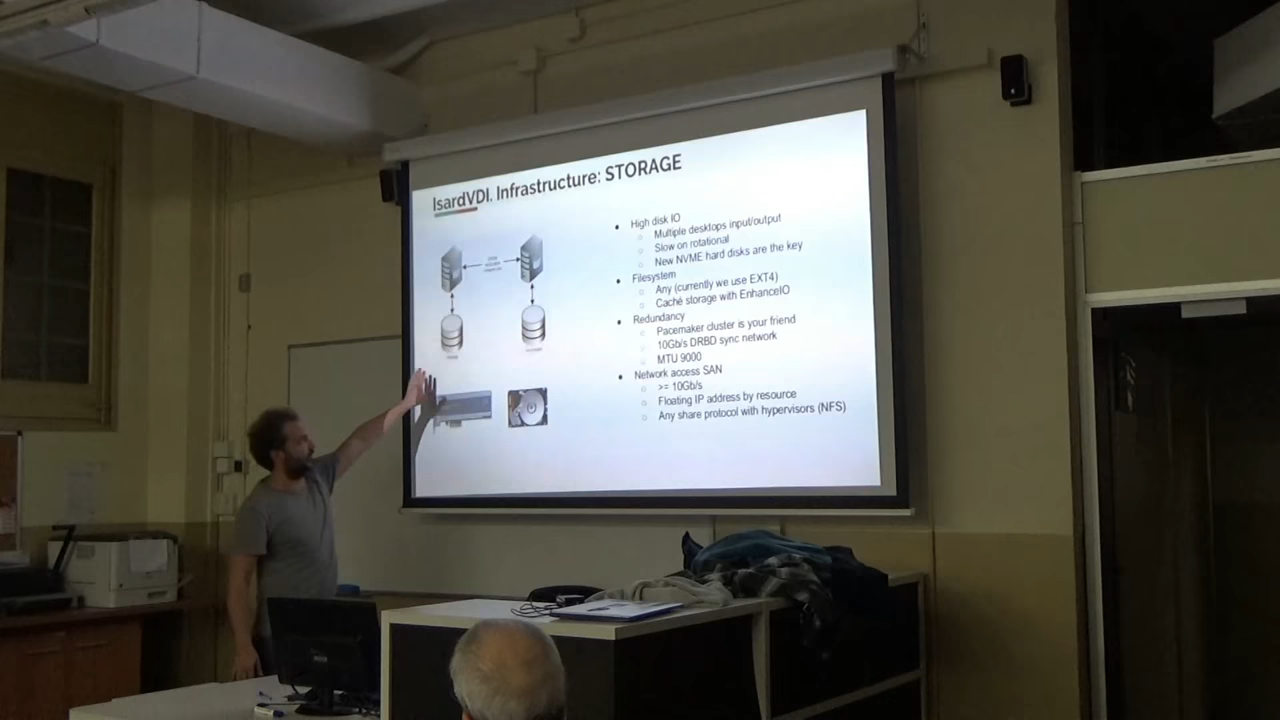 IsardVDI. Infrastructure: STORAGE
• High disk IO
○ Multiple desktops input/output
○ Slow on rotational
○ New NVME hard disks are the key
• Filesystem
○ Any (currently we use EXT4)
○ Caché storage with EnhanceIO
• Redundancy
○ Pacemaker cluster is your friend
○ 10Gb/s DRBD sync network
○ MTU 9000
• Network access SAN
○ >= 10Gb/s
○ Floating IP address by resource
○ Any share protocol with hypervisors (NFS)